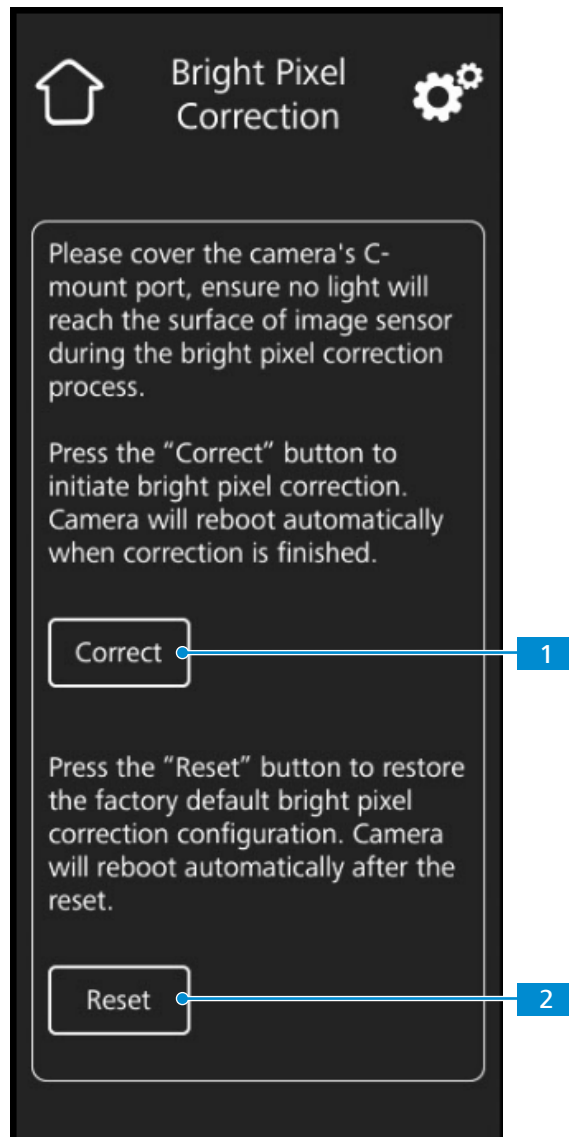 Bright Pixel
Correction
Please cover the camera's C-
mount port, ensure no light will
reach the surface of image sensor
during the bright pixel correction
process.
Press the “Correct” button to
initiate bright pixel correction.
Camera will reboot automatically
when correction is finished.
Correct
1
Press the “Reset” button to restore
the factory default bright pixel
correction configuration. Camera
will reboot automatically after the
reset.
Reset
2